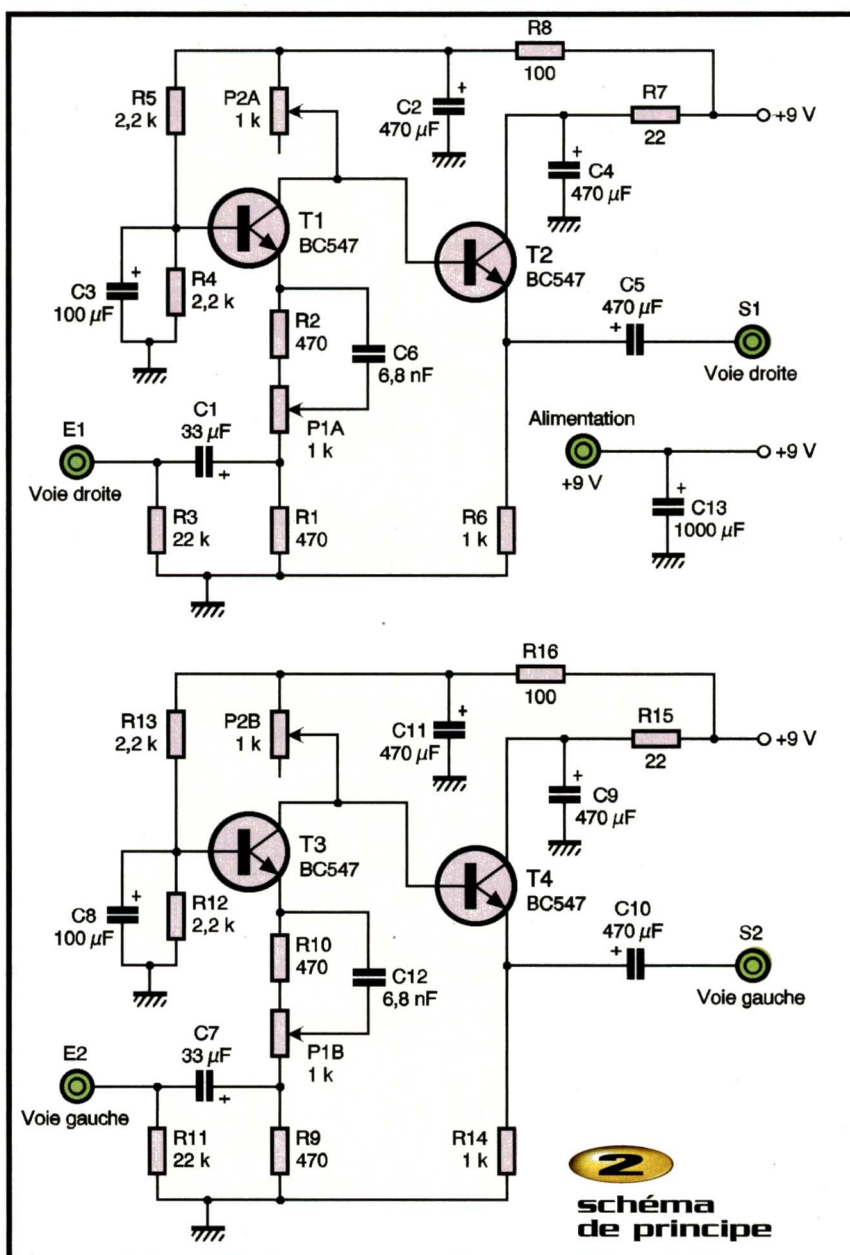 R8
100
R5
2,2 k
P2A
1 k
C2
470 µF
R7
22
+9 V
C4
470 µF
T1
BC547
T2
BC547
C3
100 µF
R4
2,2 k
R2
470
C6
6,8 nF
C5
470 µF
S1
Voie droite
E1
Voie droite
C1
33 µF
P1A
1 k
Alimentation
+9 V
+9 V
C13
1000 µF
R3
22 k
R1
470
R6
1 k
R16
100
R13
2,2 k
P2B
1 k
C11
470 µF
R15
22
+9 V
C9
470 µF
T3
BC547
T4
BC547
C8
100 µF
R12
2,2 k
R10
470
C12
6,8 nF
C10
470 µF
S2
Voie gauche
E2
Voie gauche
C7
33 µF
P1B
1 k
R11
22 k
R9
470
R14
1 k
2
schéma
de principe